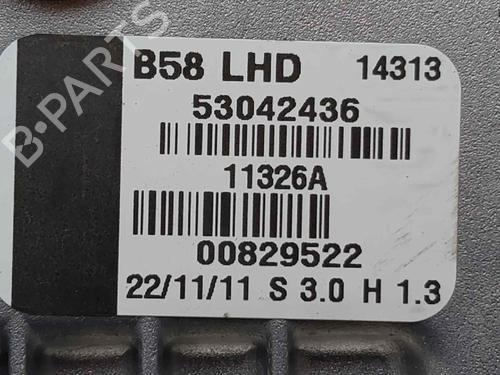 B58 LHD 14313
53042436
11326A
00829522
22/11/11 S 3.0 H 1.3
B-PARTS